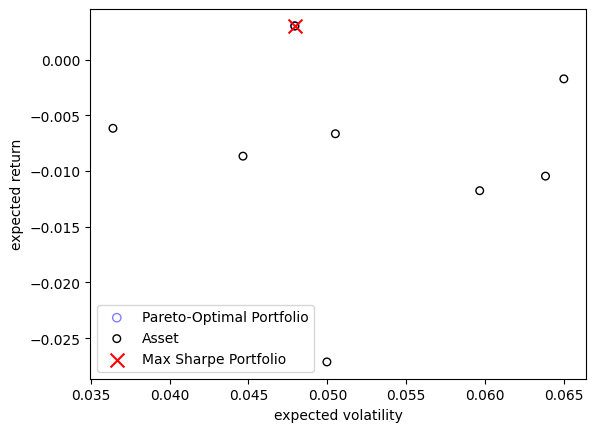 0.000
−0.005
−0.010
−0.015
−0.020
−0.025
expected return
Pareto-Optimal Portfolio
Asset
Max Sharpe Portfolio
0.035 0.040 0.045 0.050 0.055 0.060 0.065
expected volatility